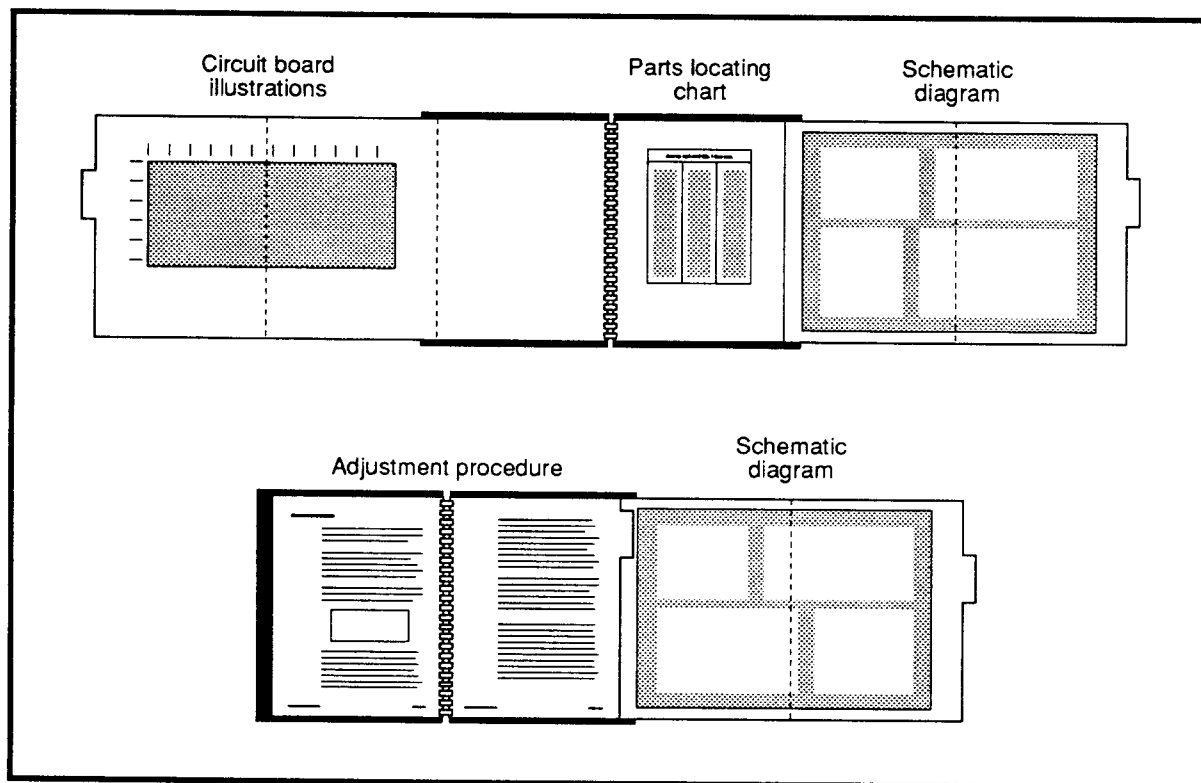 Circuit board
illustrations
Parts locating
chart
Schematic
diagram
Adjustment procedure
Schematic
diagram